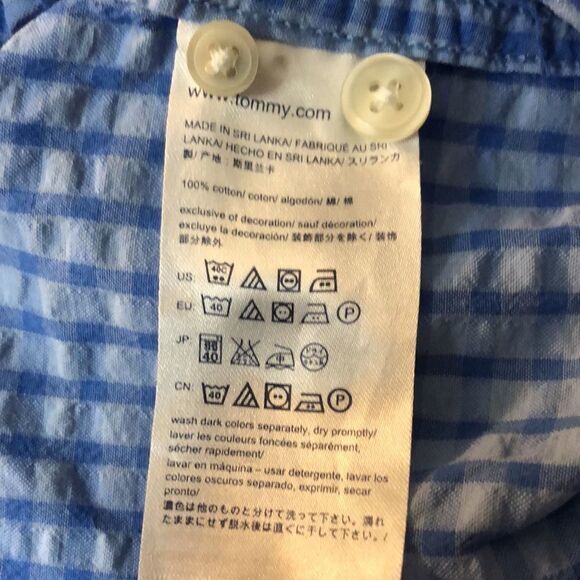 www.tommy.com
MADE IN SRI LANKA/ FABRIQUÉ AU SRI
LANKA/ HECHO EN SRI LANKA/ スリランカ
製/ 产地：斯里兰卡
100% cotton/ coton/ algodón/ 綿/ 棉
exclusive of decoration/ sauf décoration/
excluye la decoración/ 装飾部分を除く/ 装饰
部分除外
US: 40C
EU: 40 P
JP: 40
CN: 40 P
wash dark colors separately, dry promptly/
laver les couleurs foncées séparément,
sécher rapidement/
lavar en máquina – usar detergente, lavar los
colores oscuros separado, exprimir, secar
pronto/
濃色は他のものと分けて洗って下さい。濡れ
たままにせず脱水後は直ぐに干して下さい。/